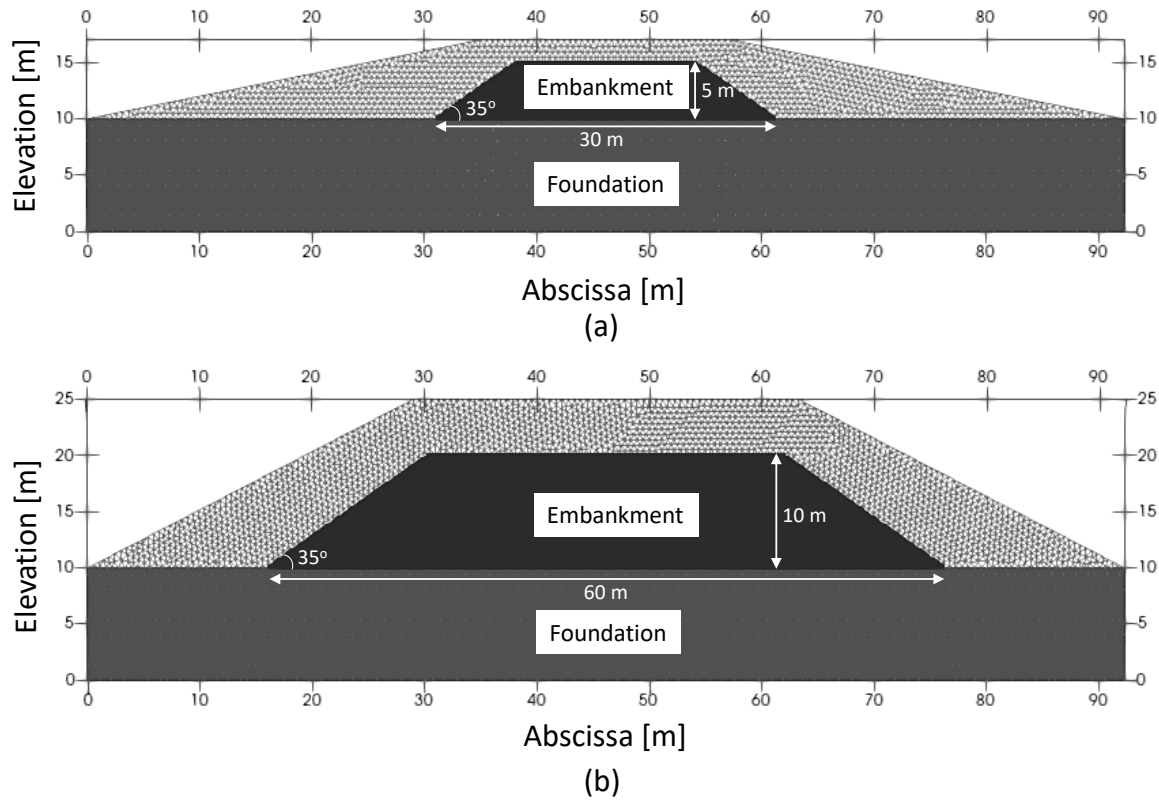 0 10 20 30 40 50 60 70 80 90
Elevation [m]
15 15
Embankment 5 m
35°
10 10
30 m
5 Foundation 5
0 0
0 10 20 30 40 50 60 70 80 90
Abscissa [m]
(a)
0 10 20 30 40 50 60 70 80 90
25 25
Elevation [m]
20 20
15 Embankment 10 m 15
35°
10 10
60 m
5 Foundation 5
0 0
0 10 20 30 40 50 60 70 80 90
Abscissa [m]
(b)